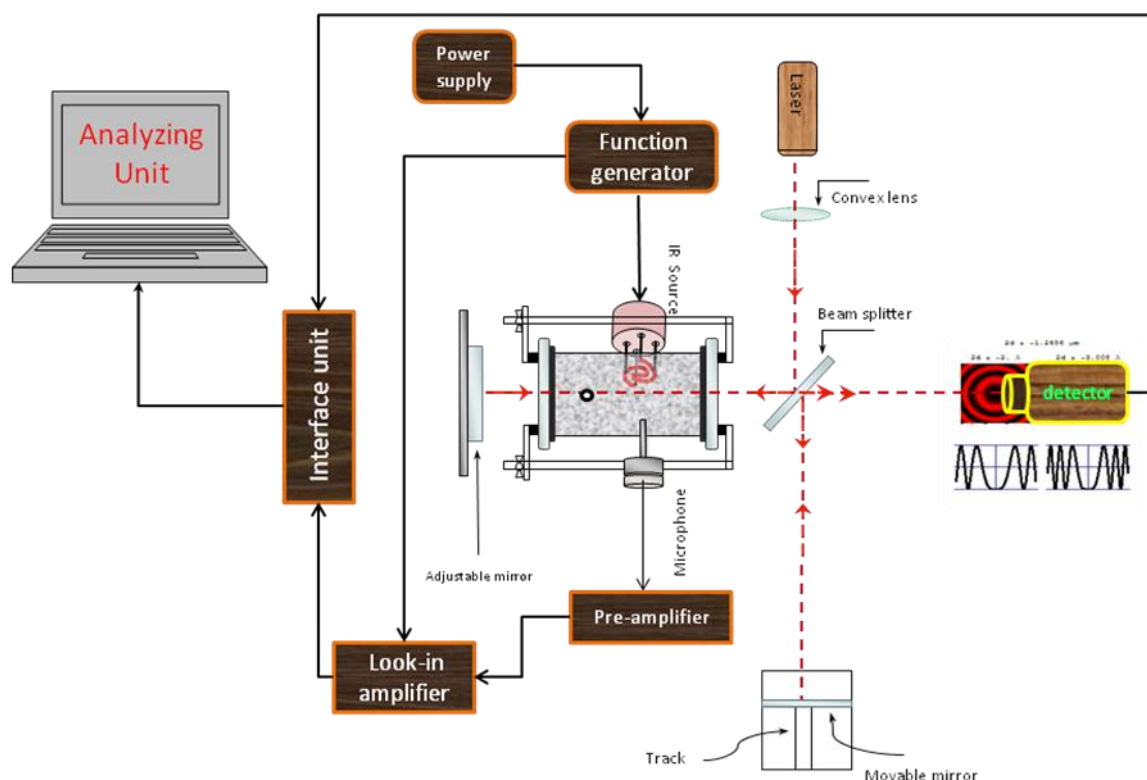 Power
supply
Laser
Analyzing
Unit
Function
generator
Convex lens
IR Source
Beam splitter
Interface unit
detector
Microphone
Adjustable mirror
Pre-amplifier
Look-in
amplifier
Track
Movable mirror